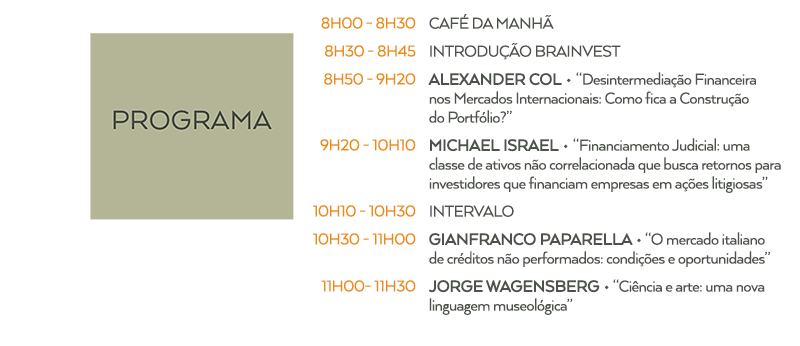 PROGRAMA
8H00 - 8H30 CAFÉ DA MANHÃ
8H30 - 8H45 INTRODUÇÃO BRAINVEST
8H50 - 9H20 ALEXANDER COL • “Desintermediação Financeira
nos Mercados Internacionais: Como fica a Construção
do Portfólio?”
9H20 - 10H10 MICHAEL ISRAEL • “Financiamento Judicial: uma
classe de ativos não correlacionada que busca retornos para
investidores que financiam empresas em ações litigiosas”
10H10 - 10H30 INTERVALO
10H30 - 11H00 GIANFRANCO PAPARELLA • “O mercado italiano
de créditos não performados: condições e oportunidades”
11H00- 11H30 JORGE WAGENSBERG • “Ciência e arte: uma nova
linguagem museológica”